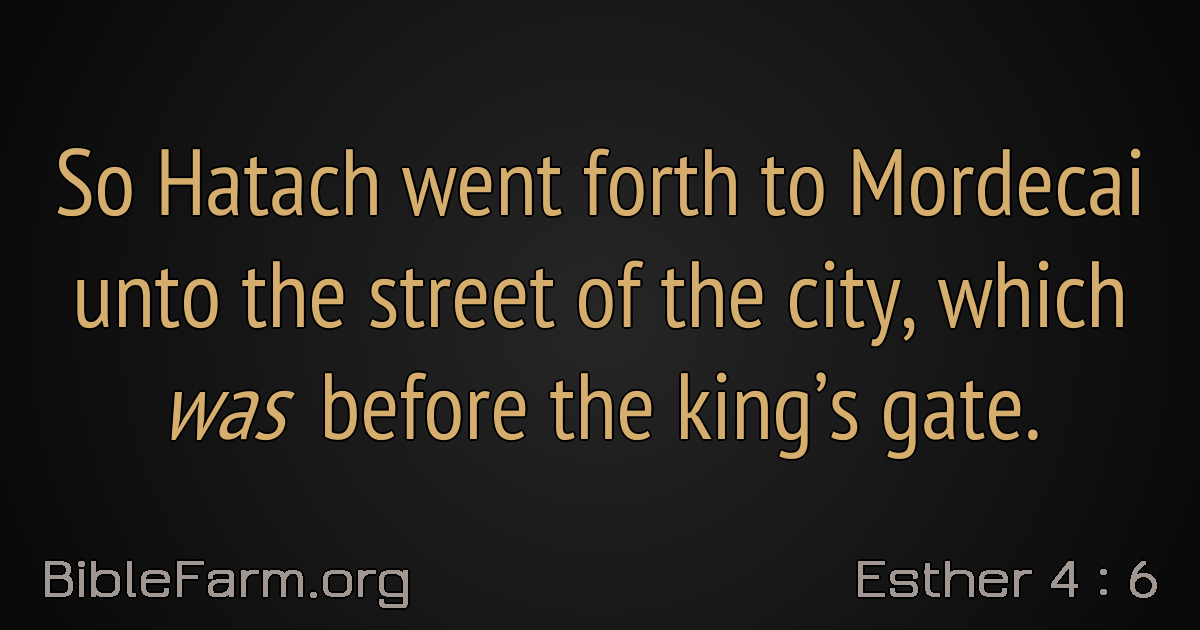 So Hatach went forth to Mordecai
unto the street of the city, which
was before the king’s gate.
BibleFarm.org
Esther 4 : 6